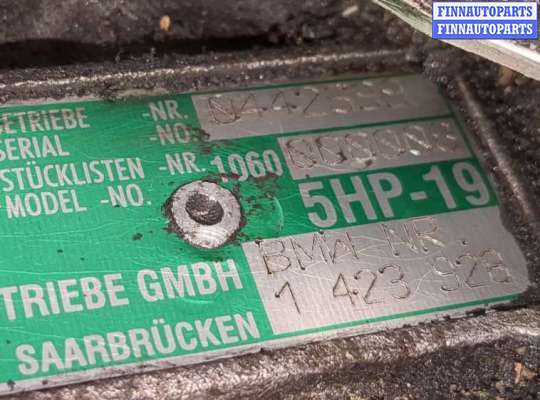 FINNAUTOPARTS
FINNAUTOPARTS
GETRIEBE -NR.
SERIAL -NO.
STÜCKLISTEN -NR. 1060
MODEL -NO.
5HP-19
BMW NR
TRIEBE GMBH
1 423 928
SAARBRÜCKEN